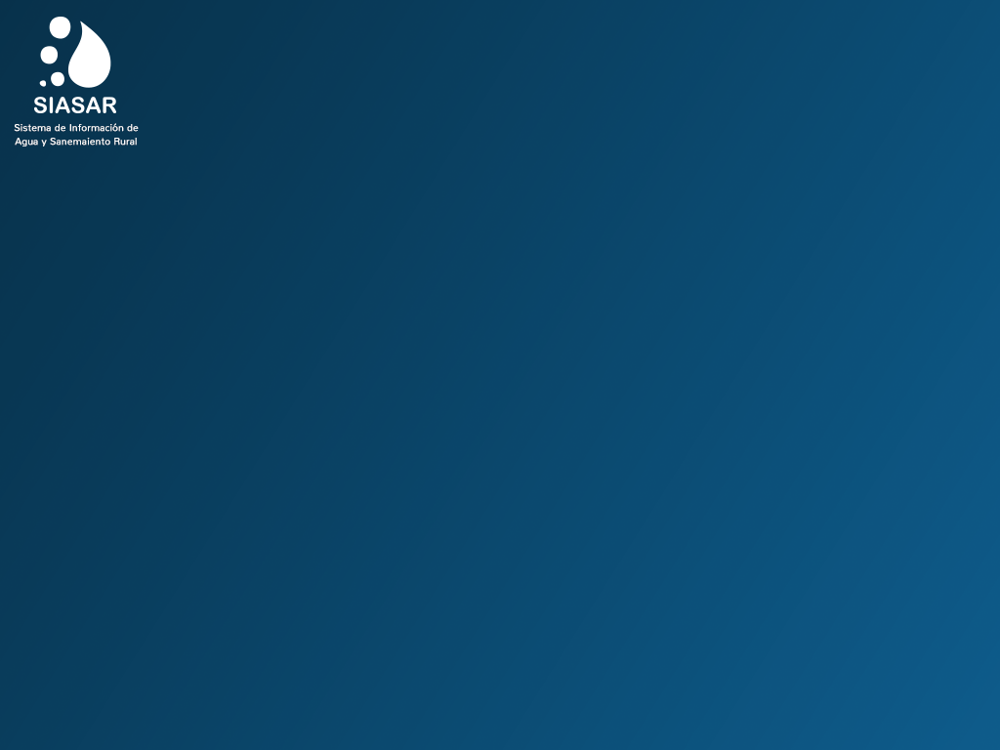 SIASAR
Sistema de Información de
Agua y Sanemaiento Rural